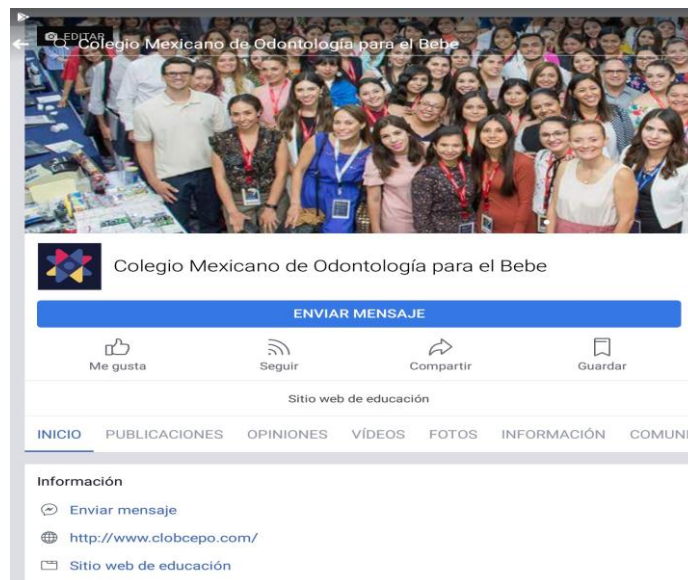 EDITAR
Colegio Mexicano de Odontología para el Bebe
Colegio Mexicano de Odontología para el Bebe
ENVIAR MENSAJE
Me gusta Seguir Compartir Guardar
Sitio web de educación
INICIO PUBLICACIONES OPINIONES VÍDEOS FOTOS INFORMACIÓN COMUNI
Información
Enviar mensaje
http://www.clobcepo.com/
Sitio web de educación